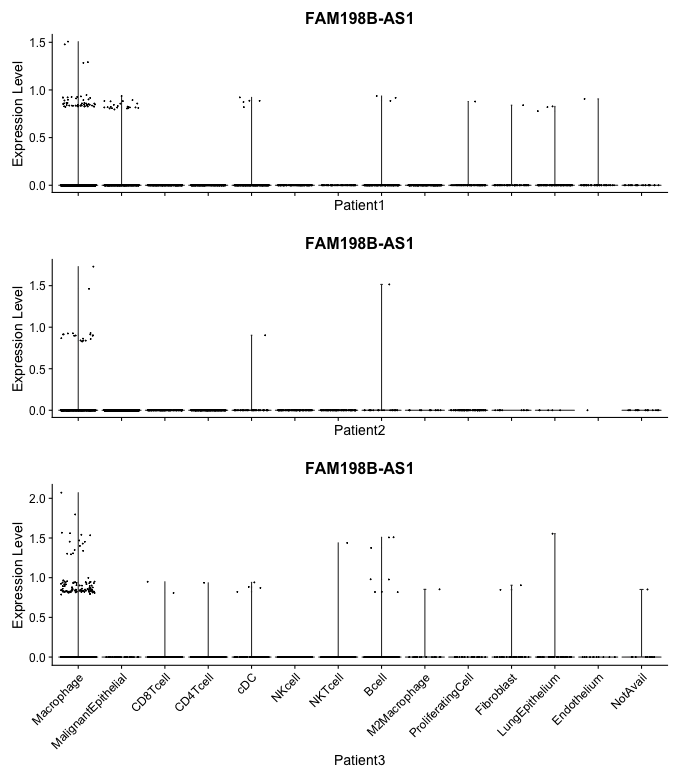 FAM198B-AS1
Expression Level
1.5
1.0
0.5
0.0
Patient1
FAM198B-AS1
Expression Level
1.5
1.0
0.5
0.0
Patient2
FAM198B-AS1
Expression Level
2.0
1.5
1.0
0.5
0.0
Macrophage
MalignantEpithelial
CD8Tcell
CD4Tcell
cDC
NKcell
NKTcell
Bcell
M2Macrophage
ProliferatingCell
Fibroblast
LungEpithelium
Endothelium
NotAvail
Patient3